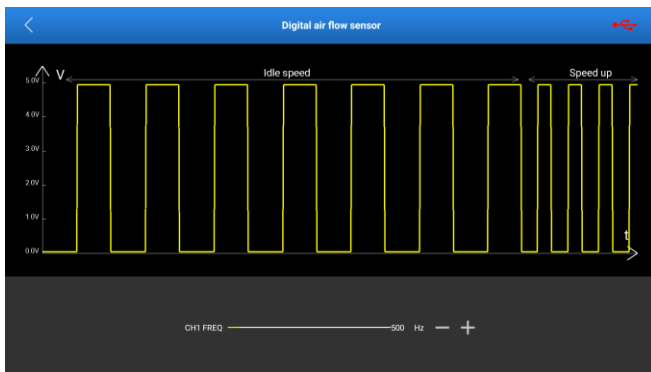 Digital air flow sensor
V
Idle speed
Speed up
5.0V
4.0V
3.0V
2.0V
1.0V
0.0V
t
CH1 FREQ 500 Hz